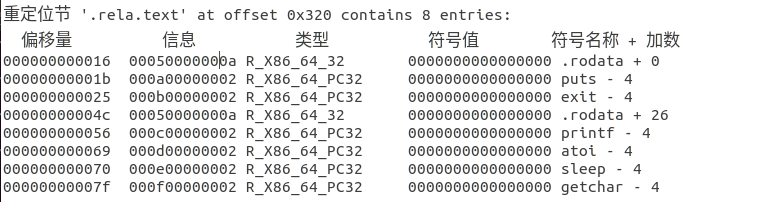 重定位节 '.rela.text' at offset 0x320 contains 8 entries:
偏移量 信息 类型 符号值 符号名称 + 加数
000000000016 00050000000a R_X86_64_32 0000000000000000 .rodata + 0
00000000001b 000a00000002 R_X86_64_PC32 0000000000000000 puts - 4
000000000025 000b00000002 R_X86_64_PC32 0000000000000000 exit - 4
00000000004c 00050000000a R_X86_64_32 0000000000000000 .rodata + 26
000000000056 000c00000002 R_X86_64_PC32 0000000000000000 printf - 4
000000000069 000d00000002 R_X86_64_PC32 0000000000000000 atoi - 4
000000000070 000e00000002 R_X86_64_PC32 0000000000000000 sleep - 4
00000000007f 000f00000002 R_X86_64_PC32 0000000000000000 getchar - 4